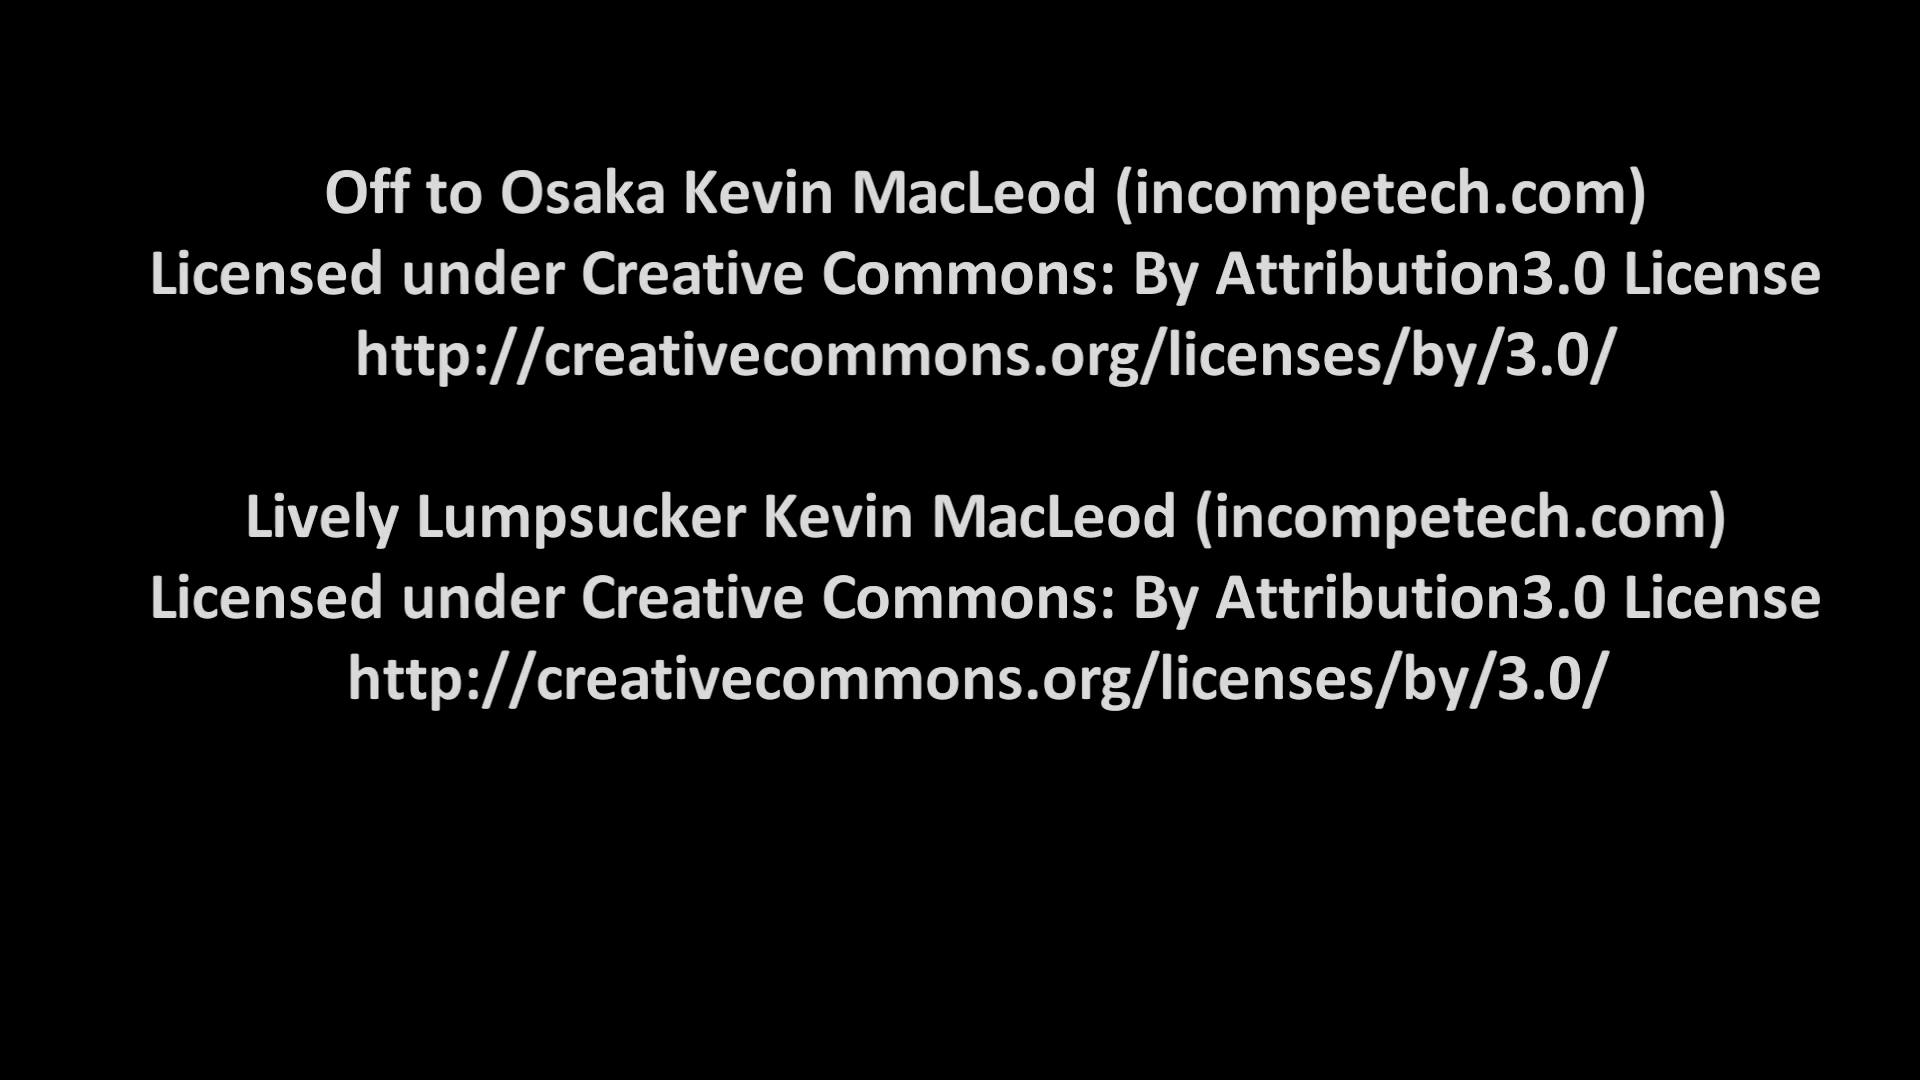 Off to Osaka Kevin MacLeod (incompetech.com)
Licensed under Creative Commons: By Attribution3.0 License
http://creativecommons.org/licenses/by/3.0/
Lively Lumpsucker Kevin MacLeod (incompetech.com)
Licensed under Creative Commons: By Attribution3.0 License
http://creativecommons.org/licenses/by/3.0/